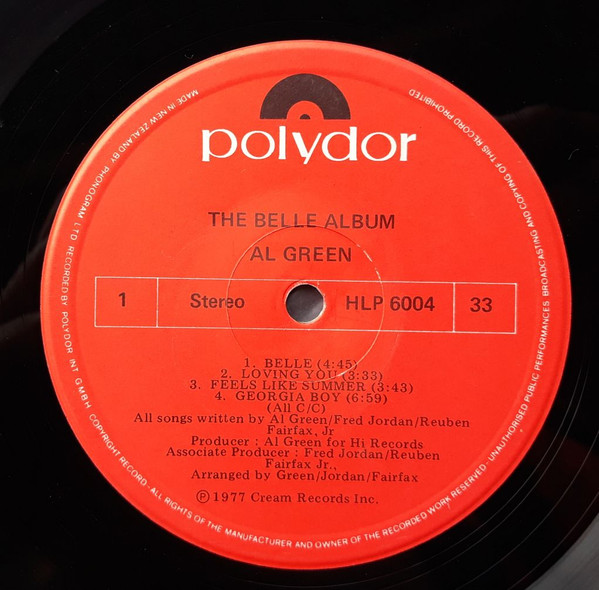 polydor
THE BELLE ALBUM
AL GREEN
1 Stereo HLP 6004 33
1. BELLE (4:45)
2. LOVING YOU (3:33)
3. FEELS LIKE SUMMER (3:43)
4. GEORGIA BOY (6:59)
(All C/C)
All songs written by Al Green/Fred Jordan/Reuben
Fairfax, Jr
Producer : Al Green for Hi Records
Associate Producer : Fred Jordan/Reuben
Fairfax Jr.,
Arranged by Green/Jordan/Fairfax
℗ 1977 Cream Records Inc.
MADE IN NEW ZEALAND BY PHONOGRAM LTD RECORDED BY POLYDOR INT. GMBH COPYRIGHT RECORD - ALL RIGHTS OF THE MANUFACTURER AND OWNER OF THE RECORDED WORK RESERVED - UNAUTHORISED PUBLIC PERFORMANCES BROADCASTING AND COPYING OF THIS RECORD PROHIBITED